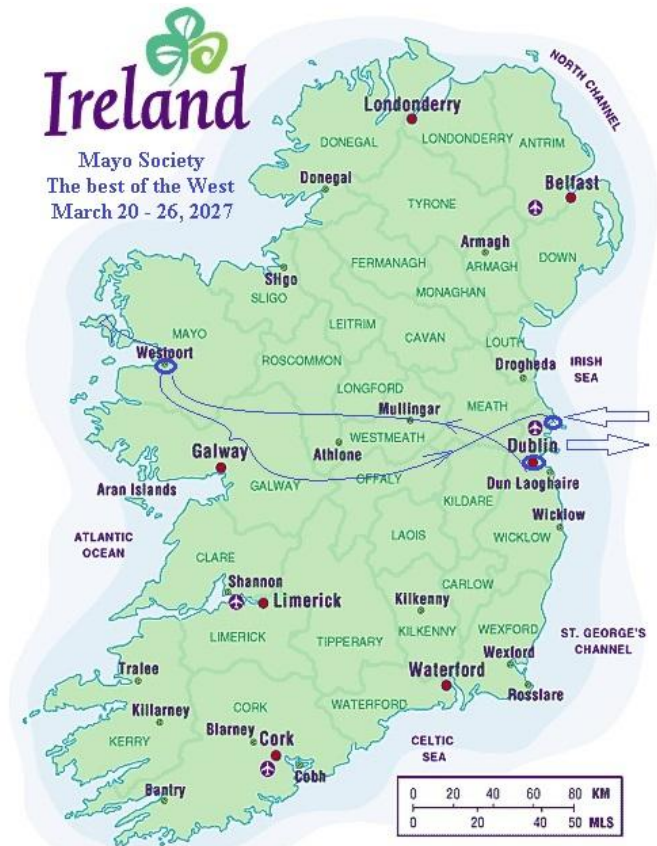 Ireland
Mayo Society
The best of the West
March 20 - 26, 2027
NORTH CHANNEL
Londonderry
DONEGAL
LONDONDERRY
ANTRIM
Donegal
Belfast
TYRONE
Armagh
FERMANAGH
ARMAGH
DOWN
Sligo
SLIGO
MONAGHAN
LEITRIM
MAYO
CAVAN
LOUTH
Westport
ROSCOMMON
Drogheda
IRISH
SEA
LONGFORD
Mullingar
MEATH
WESTMEATH
Dublin
Galway
Athlone
Aran Islands
GALWAY
OFFALY
Dun Laoghaire
KILDARE
Wicklow
ATLANTIC
OCEAN
LAOIS
WICKLOW
CLARE
Shannon
CARLOW
Limerick
Kilkenny
LIMERICK
TIPPERARY
KILKENNY
WEXFORD
ST. GEORGE'S
CHANNEL
Wexford
Tralee
Waterford
Rosslare
Killarney
CORK
WATERFORD
KERRY
Blarney
Cork
CELTIC
SEA
Cobh
Bantry
0 20 40 60 80 KM
0 20 40 50 MLS